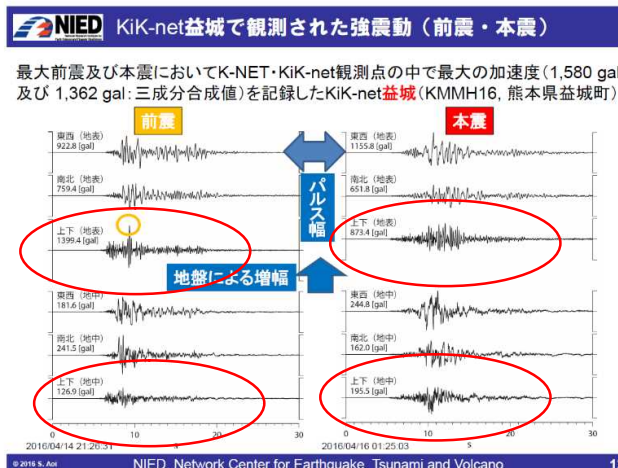 NIED KiK-net益城で観測された強震動（前震・本震）
最大前震及び本震においてK-NET・KiK-net観測点の中で最大の加速度(1,580 gal
及び 1,362 gal：三成分合成値)を記録したKiK-net益城(KMMH16, 熊本県益城町)
前震
東西（地表）
922.8 [gal]
南北（地表）
759.4 [gal]
上下（地表）
1399.4 [gal]
東西（地中）
181.6 [gal]
南北（地中）
241.5 [gal]
上下（地中）
126.9 [gal]
0 10 20 30
2016/04/14 21:26:31
パルス幅
地盤による増幅
本震
東西（地表）
1155.8 [gal]
南北（地表）
651.8 [gal]
上下（地表）
873.4 [gal]
東西（地中）
244.8 [gal]
南北（地中）
162.0 [gal]
上下（地中）
195.5 [gal]
0 10 20 30
2016/04/16 01:25:03 s
© 2016 S. Aoi NIED Network Center for Earthquake, Tsunami and Volcano